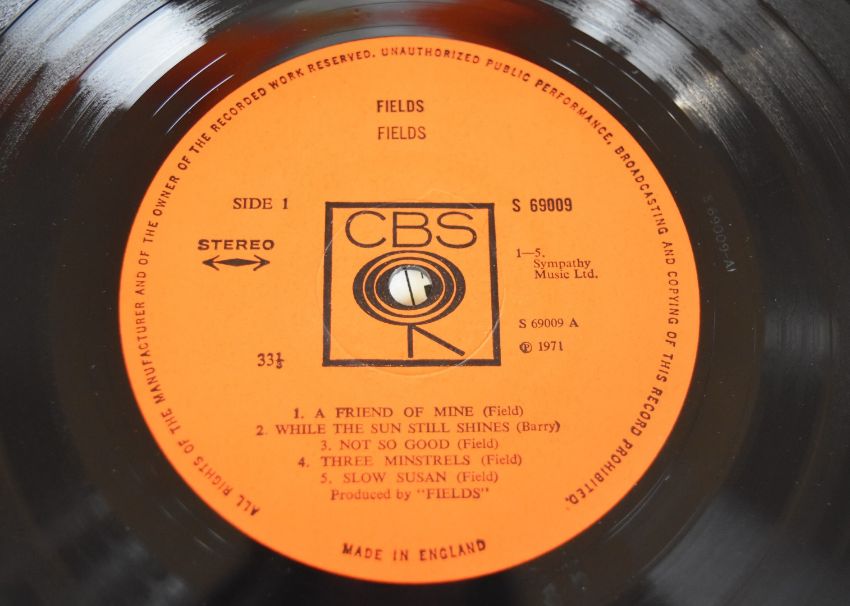 ALL RIGHTS OF THE MANUFACTURER AND OF THE OWNER OF THE RECORDED WORK RESERVED. UNAUTHORIZED PUBLIC PERFORMANCE, BROADCASTING AND COPYING OF THIS RECORD PROHIBITED.
FIELDS
FIELDS
SIDE 1
S 69009
STEREO
CBS
1—5.
Sympathy
Music Ltd.
S 69009 A
℗ 1971
33⅓
1. A FRIEND OF MINE (Field)
2. WHILE THE SUN STILL SHINES (Barry)
3. NOT SO GOOD (Field)
4. THREE MINSTRELS (Field)
5. SLOW SUSAN (Field)
Produced by "FIELDS"
MADE IN ENGLAND
S 69009-A1